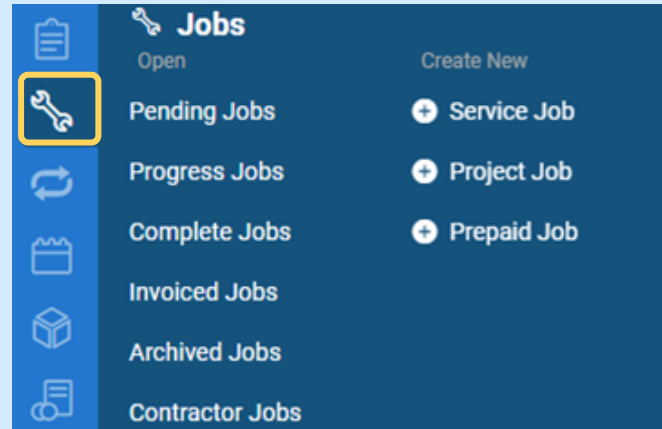 Jobs
Open
Create New
Pending Jobs
Service Job
Progress Jobs
Project Job
Complete Jobs
Prepaid Job
Invoiced Jobs
Archived Jobs
Contractor Jobs